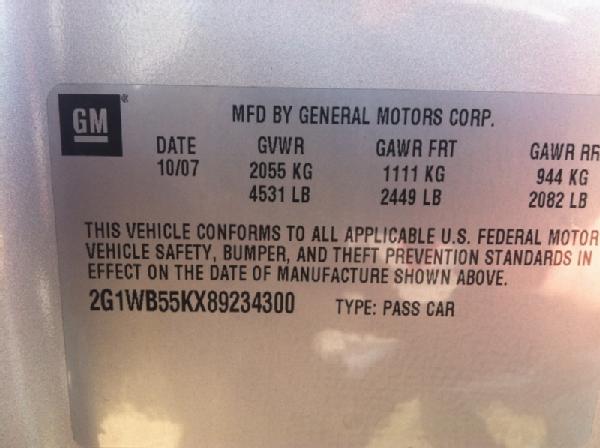 GM® MFD BY GENERAL MOTORS CORP.
DATE GVWR GAWR FRT GAWR RR
10/07 2055 KG 1111 KG 944 KG
4531 LB 2449 LB 2082 LB
THIS VEHICLE CONFORMS TO ALL APPLICABLE U.S. FEDERAL MOTOR
VEHICLE SAFETY, BUMPER, AND THEFT PREVENTION STANDARDS IN
EFFECT ON THE DATE OF MANUFACTURE SHOWN ABOVE.
2G1WB55KX89234300 TYPE: PASS CAR